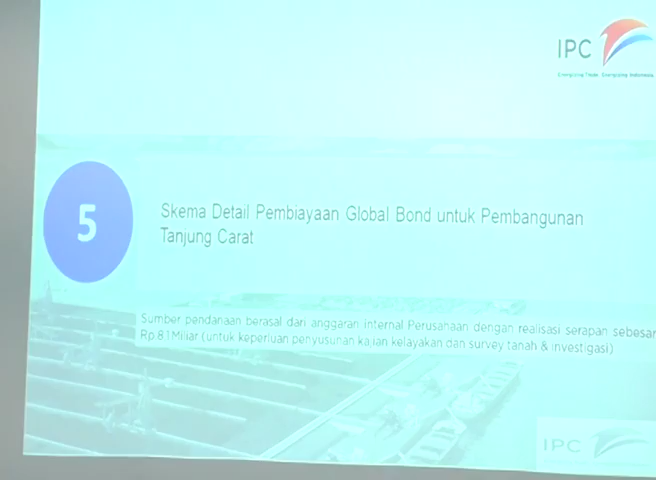 IPC
Energizing Trade. Energizing Indonesia
5
Skema Detail Pembiayaan Global Bond untuk Pembangunan
Tanjung Carat
Sumber pendanaan berasal dari anggaran internal Perusahaan dengan realisasi serapan sebesar
Rp.8.1 Miliar (untuk keperluan penyusunan kajian kelayakan dan survey tanah & investigasi)
IPC